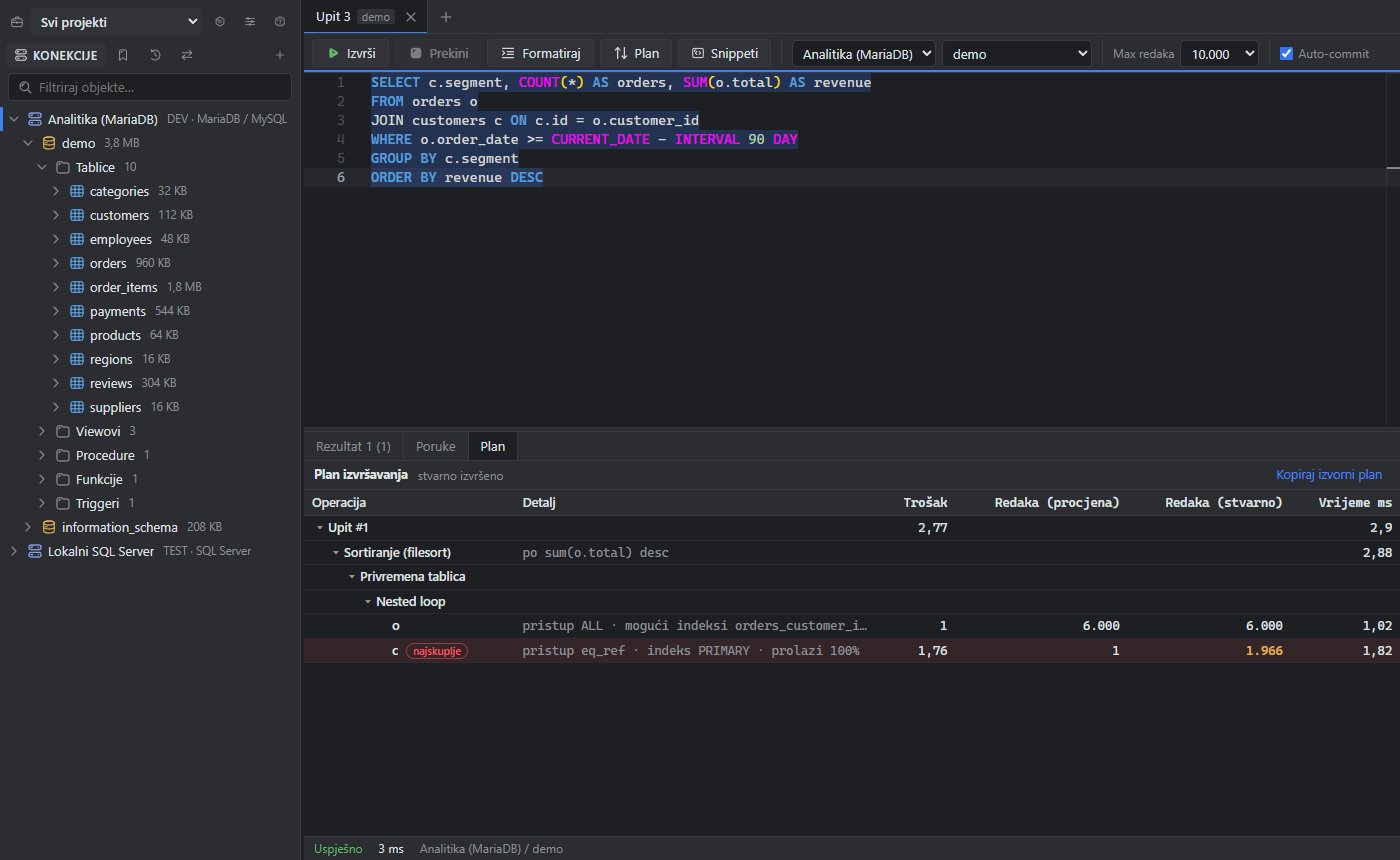 Svi projekti
KONEKCIJE
Filtriraj objekte...
Analitika (MariaDB) DEV · MariaDB / MySQL
demo 3,8 MB
Tablice 10
categories 32 KB
customers 112 KB
employees 48 KB
orders 960 KB
order_items 1,8 MB
payments 544 KB
products 64 KB
regions 16 KB
reviews 304 KB
suppliers 16 KB
Viewovi 3
Procedure 1
Funkcije 1
Triggeri 1
information_schema 208 KB
Lokalni SQL Server TEST · SQL Server
Upit 3 demo
Izvrši Prekini Formatiraj Plan Snippeti Analitika (MariaDB) demo Max redaka 10.000 Auto-commit
1 SELECT c.segment, COUNT(*) AS orders, SUM(o.total) AS revenue
2 FROM orders o
3 JOIN customers c ON c.id = o.customer_id
4 WHERE o.order_date >= CURRENT_DATE - INTERVAL 90 DAY
5 GROUP BY c.segment
6 ORDER BY revenue DESC
Rezultat 1 (1) Poruke Plan
Plan izvršavanja stvarno izvršeno Kopiraj izvorni plan
Operacija Detalj Trošak Redaka (procjena) Redaka (stvarno) Vrijeme ms
Upit #1 2,77 2,9
Sortiranje (filesort) po sum(o.total) desc 2,88
Privremena tablica
Nested loop
o pristup ALL · mogući indeksi orders_customer_i… 1 6.000 6.000 1,02
c najskuplje pristup eq_ref · indeks PRIMARY · prolazi 100% 1,76 1 1.966 1,82
Uspješno 3 ms Analitika (MariaDB) / demo